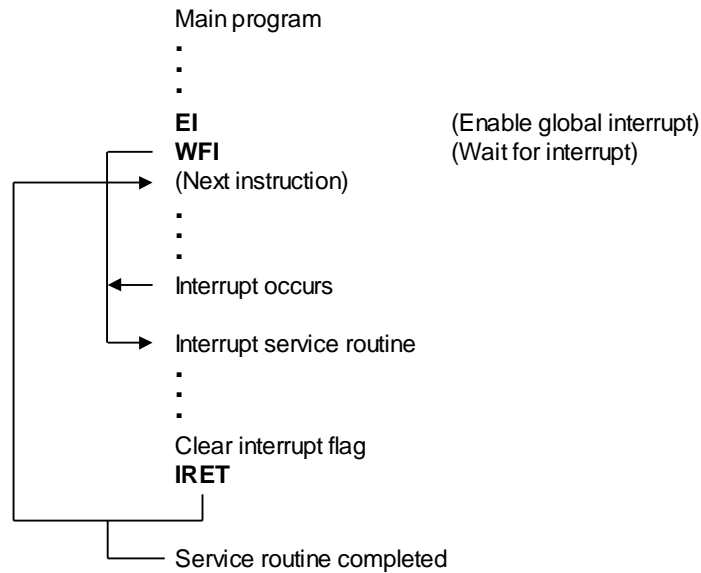 Main program
.
.
.
EI (Enable global interrupt)
WFI (Wait for interrupt)
(Next instruction)
.
.
.
Interrupt occurs
Interrupt service routine
.
.
.
Clear interrupt flag
IRET
Service routine completed